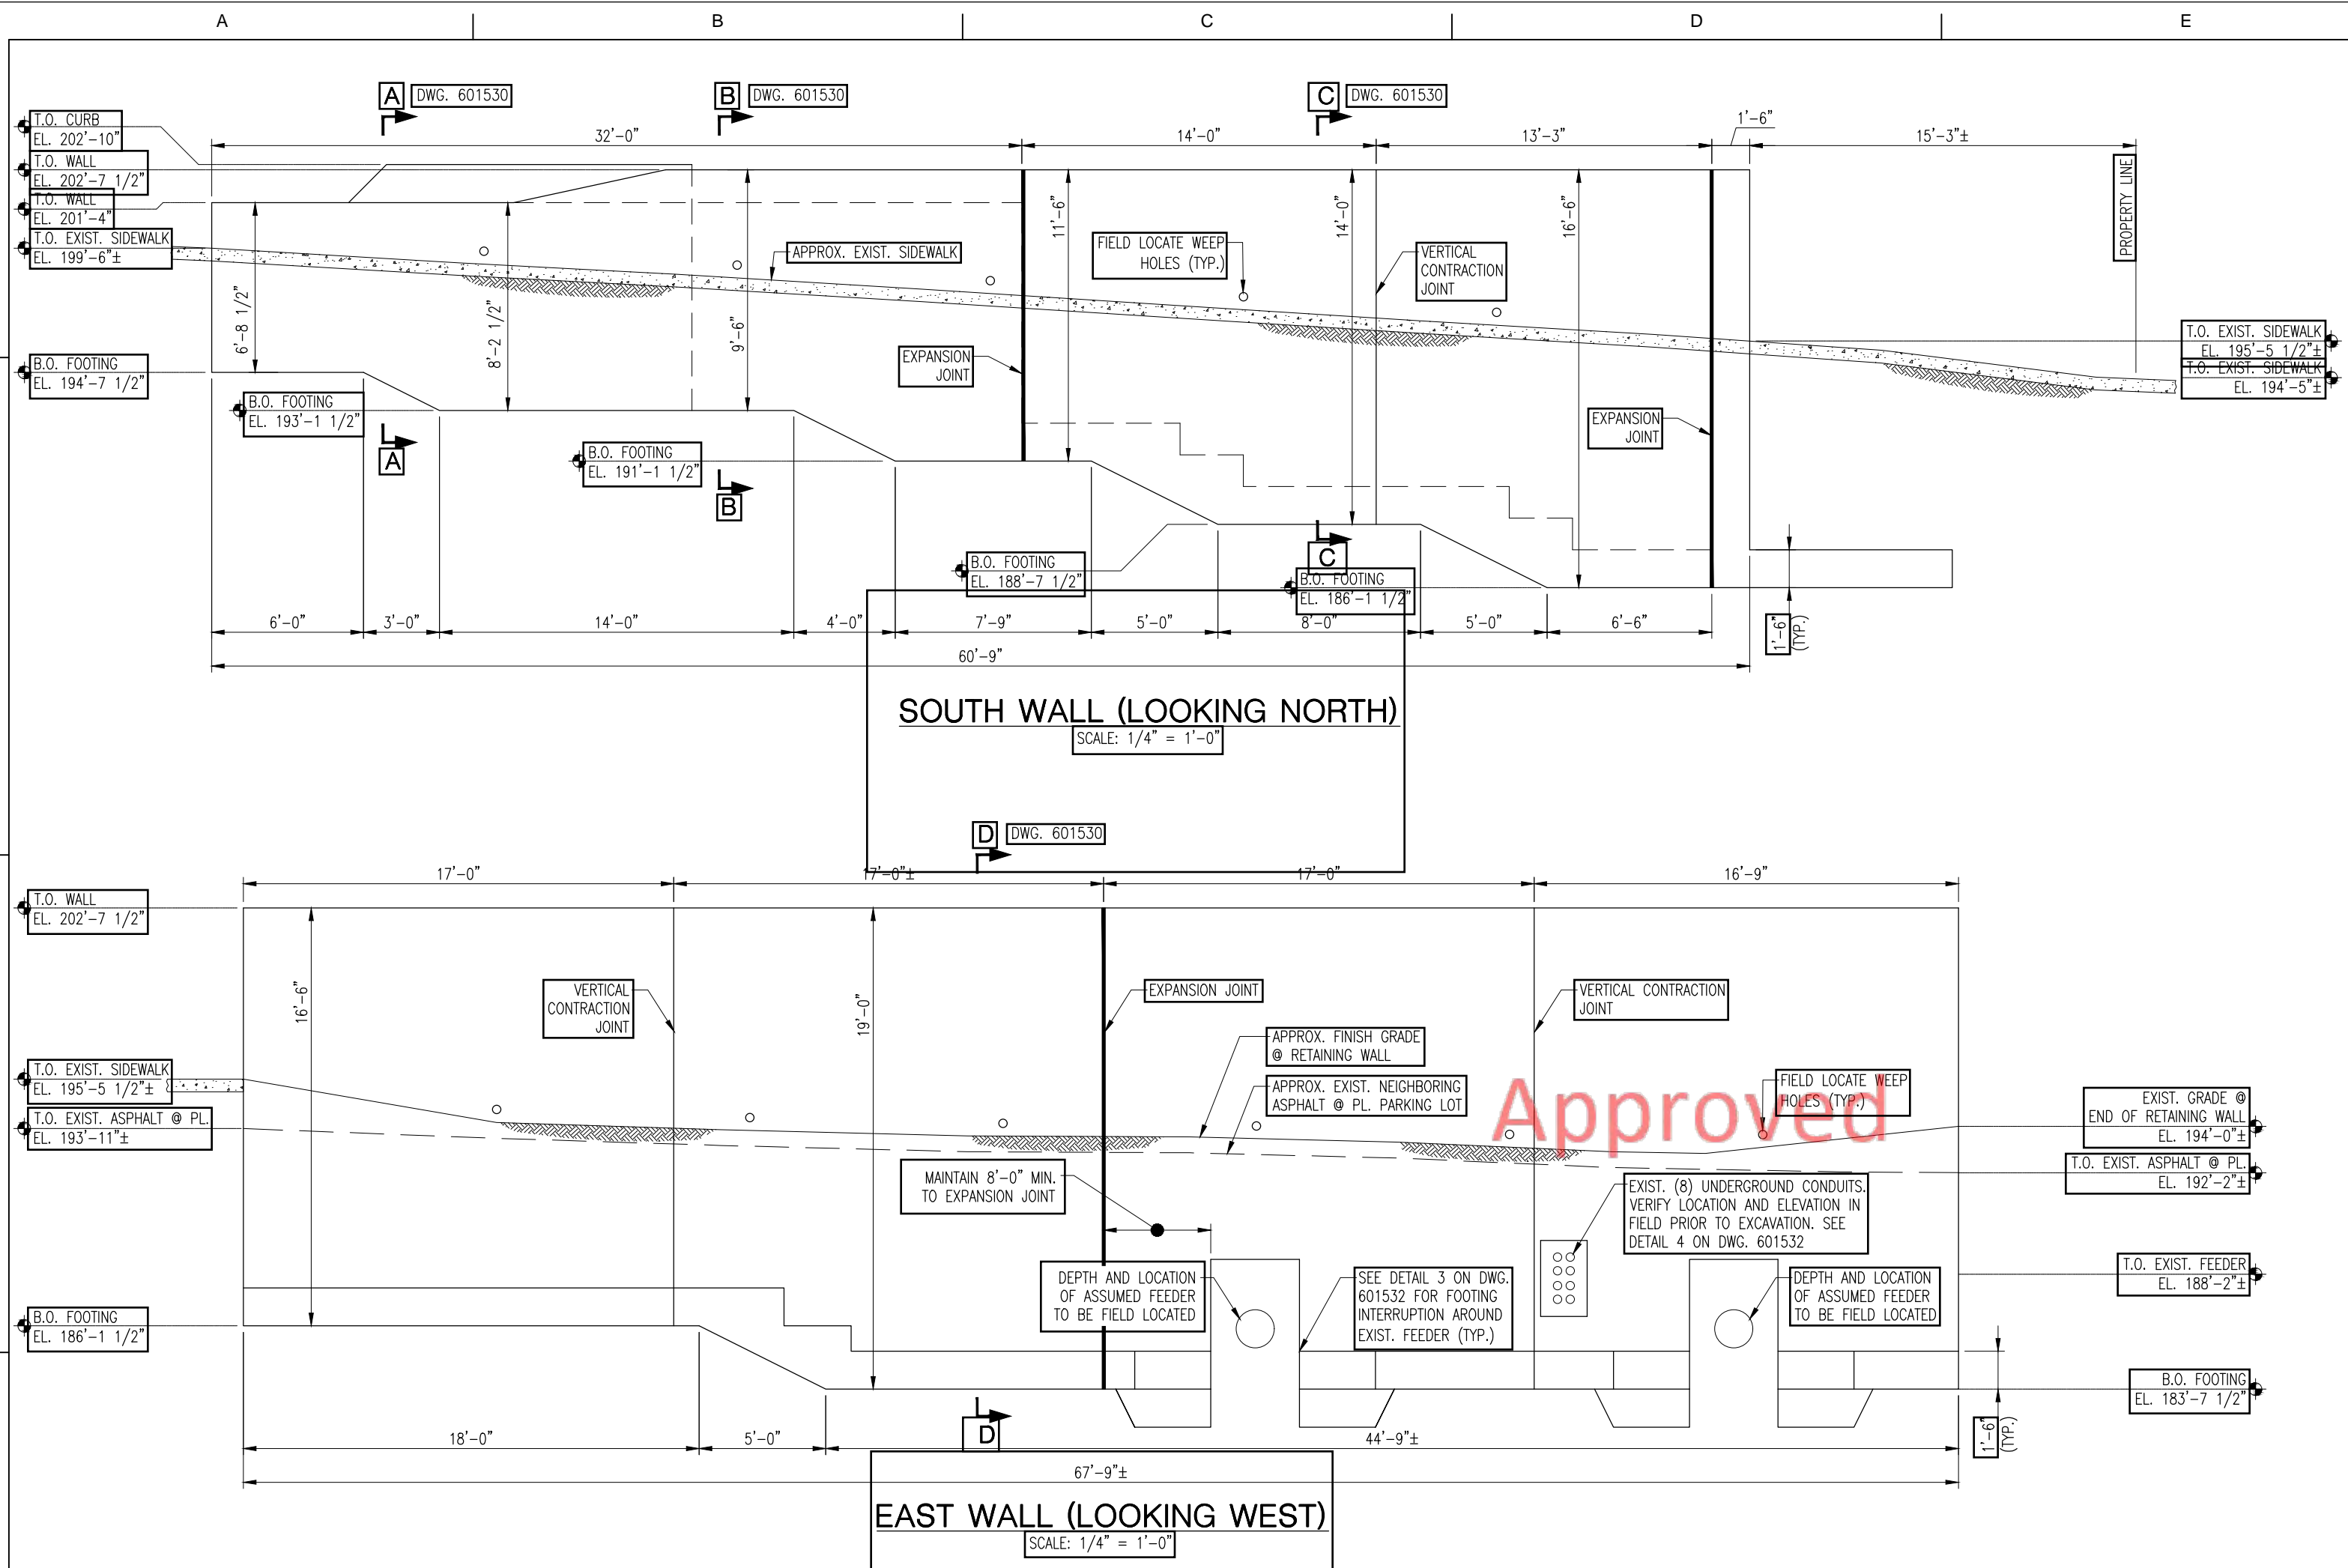 A B C D E
A DWG. 601530
B DWG. 601530
C DWG. 601530
T.O. CURB
EL. 202'-10"
T.O. WALL
EL. 202'-7 1/2"
T.O. WALL
EL. 201'-4"
T.O. EXIST. SIDEWALK
EL. 199'-6"±
32'-0"
14'-0"
13'-3"
1'-6"
15'-3"±
PROPERTY LINE
6'-8 1/2"
8'-2 1/2"
9'-6"
11'-6"
14'-0"
16'-6"
APPROX. EXIST. SIDEWALK
FIELD LOCATE WEEP
HOLES (TYP.)
VERTICAL
CONTRACTION
JOINT
EXPANSION
JOINT
EXPANSION
JOINT
T.O. EXIST. SIDEWALK
EL. 195'-5 1/2"±
T.O. EXIST. SIDEWALK
EL. 194'-5"±
B.O. FOOTING
EL. 194'-7 1/2"
B.O. FOOTING
EL. 193'-1 1/2"
A
B.O. FOOTING
EL. 191'-1 1/2"
B
B.O. FOOTING
EL. 188'-7 1/2"
C
B.O. FOOTING
EL. 186'-1 1/2"
6'-0"
3'-0"
14'-0"
4'-0"
7'-9"
5'-0"
8'-0"
5'-0"
6'-6"
1'-6"
(TYP.)
60'-9"
SOUTH WALL (LOOKING NORTH)
SCALE: 1/4" = 1'-0"
D DWG. 601530
17'-0"
17'-0"±
17'-0"
16'-9"
T.O. WALL
EL. 202'-7 1/2"
16'-6"
19'-0"
VERTICAL
CONTRACTION
JOINT
EXPANSION JOINT
VERTICAL CONTRACTION
JOINT
APPROX. FINISH GRADE
@ RETAINING WALL
APPROX. EXIST. NEIGHBORING
ASPHALT @ PL. PARKING LOT
Approved
FIELD LOCATE WEEP
HOLES (TYP.)
T.O. EXIST. SIDEWALK
EL. 195'-5 1/2"±
T.O. EXIST. ASPHALT @ PL.
EL. 193'-11"±
EXIST. GRADE @
END OF RETAINING WALL
EL. 194'-0"±
T.O. EXIST. ASPHALT @ PL.
EL. 192'-2"±
MAINTAIN 8'-0" MIN.
TO EXPANSION JOINT
EXIST. (8) UNDERGROUND CONDUITS.
VERIFY LOCATION AND ELEVATION IN
FIELD PRIOR TO EXCAVATION. SEE
DETAIL 4 ON DWG. 601532
DEPTH AND LOCATION
OF ASSUMED FEEDER
TO BE FIELD LOCATED
SEE DETAIL 3 ON DWG.
601532 FOR FOOTING
INTERRUPTION AROUND
EXIST. FEEDER (TYP.)
DEPTH AND LOCATION
OF ASSUMED FEEDER
TO BE FIELD LOCATED
T.O. EXIST. FEEDER
EL. 188'-2"±
B.O. FOOTING
EL. 186'-1 1/2"
B.O. FOOTING
EL. 183'-7 1/2"
D
18'-0"
5'-0"
44'-9"±
1'-6"
(TYP.)
67'-9"±
EAST WALL (LOOKING WEST)
SCALE: 1/4" = 1'-0"